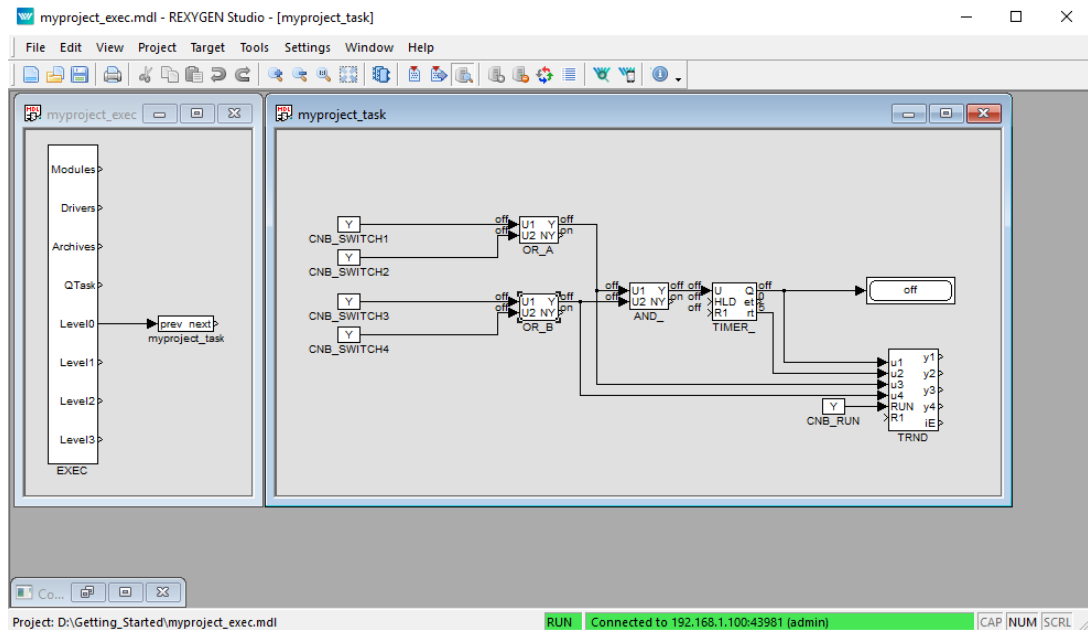 myproject_exec.mdl - REXYGEN Studio - [myproject_task]
File Edit View Project Target Tools Settings Window Help
myproject_exec
Modules
Drivers
Archives
QTask
Level0
prev next
myproject_task
Level1
Level2
Level3
EXEC
myproject_task
Y
CNB_SWITCH1
Y
CNB_SWITCH2
off U1 Y off
off U2 NY on
OR_A
Y
CNB_SWITCH3
Y
CNB_SWITCH4
off U1 Y off
off U2 NY on
OR_B
off U1 Y off
off U2 NY on
AND_
off U Q off
off HLD et 0
off R1 rt 5
TIMER_
off
u1 y1
u2 y2
u3 y3
u4
RUN y4
R1 iE
TRND
Y
CNB_RUN
Co...
Project: D:\Getting_Started\myproject_exec.mdl RUN Connected to 192.168.1.100:43981 (admin) CAP NUM SCRL